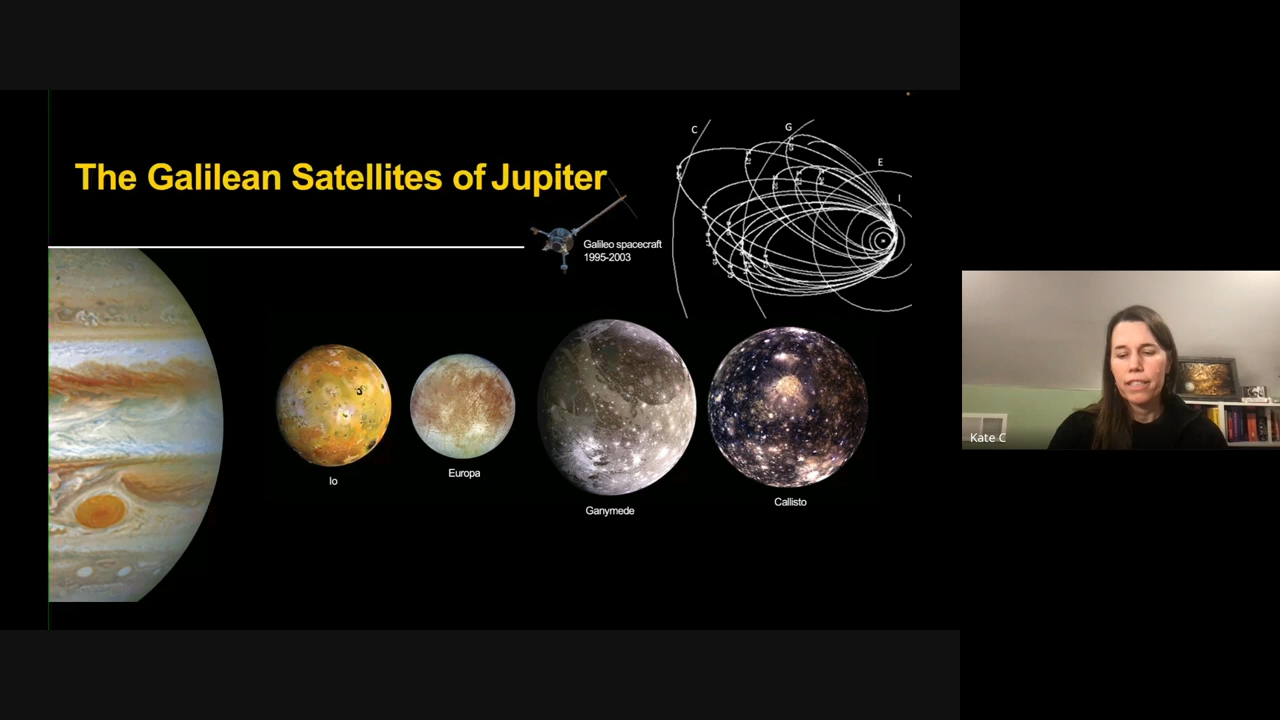 The Galilean Satellites of Jupiter
C
G
E
I
Galileo spacecraft
1995-2003
Io
Europa
Ganymede
Callisto
Kate C